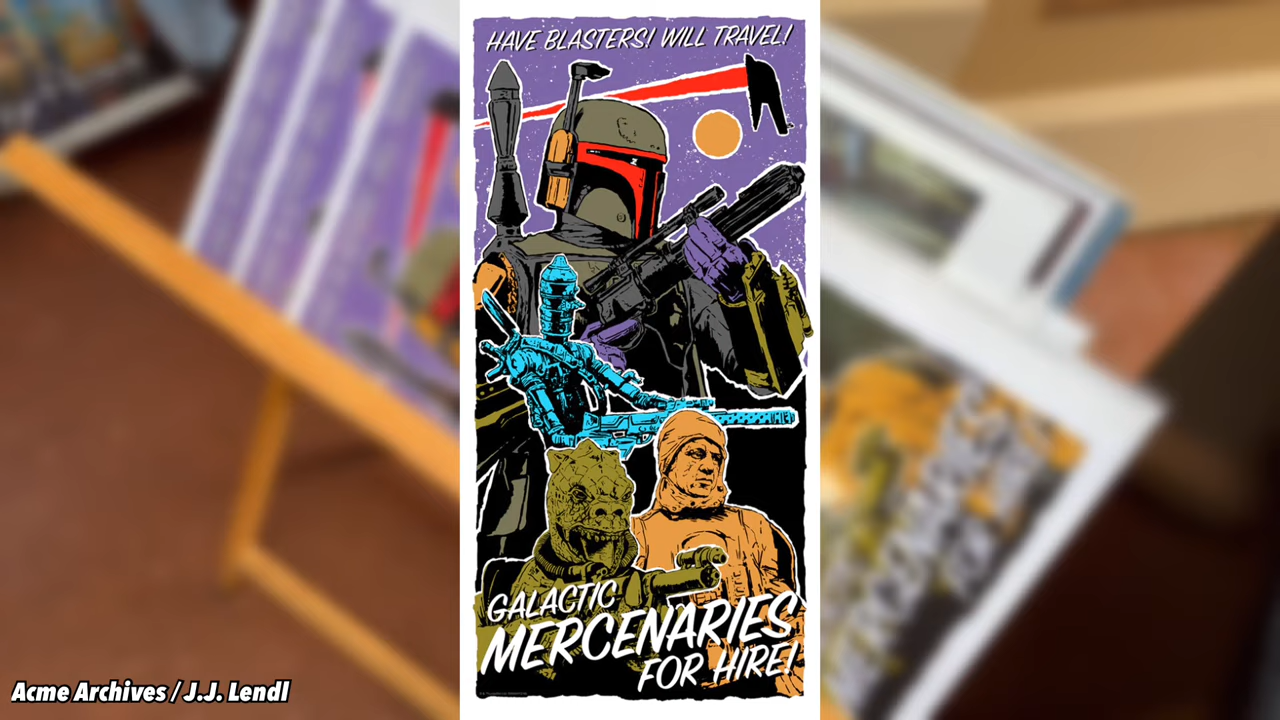 HAVE BLASTERS! WILL TRAVEL!
GALACTIC
MERCENARIES
FOR HIRE!
Acme Archives / J.J. Lendl